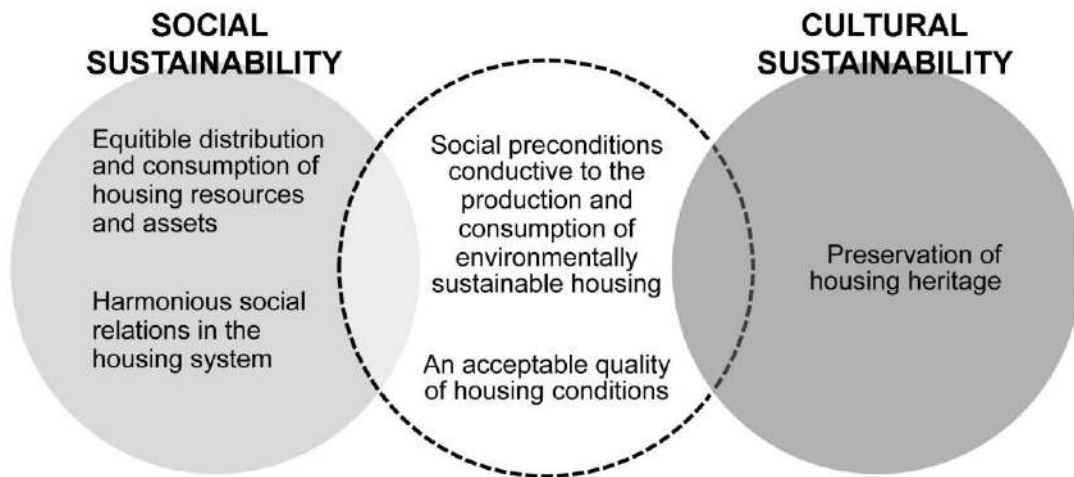 SOCIAL
SUSTAINABILITY
Equitible distribution
and consumption of
housing resources
and assets
Harmonious social
relations in the
housing system
Social preconditions
conductive to the
production and
consumption of
environmentally
sustainable housing
An acceptable quality
of housing conditions
CULTURAL
SUSTAINABILITY
Preservation of
housing heritage